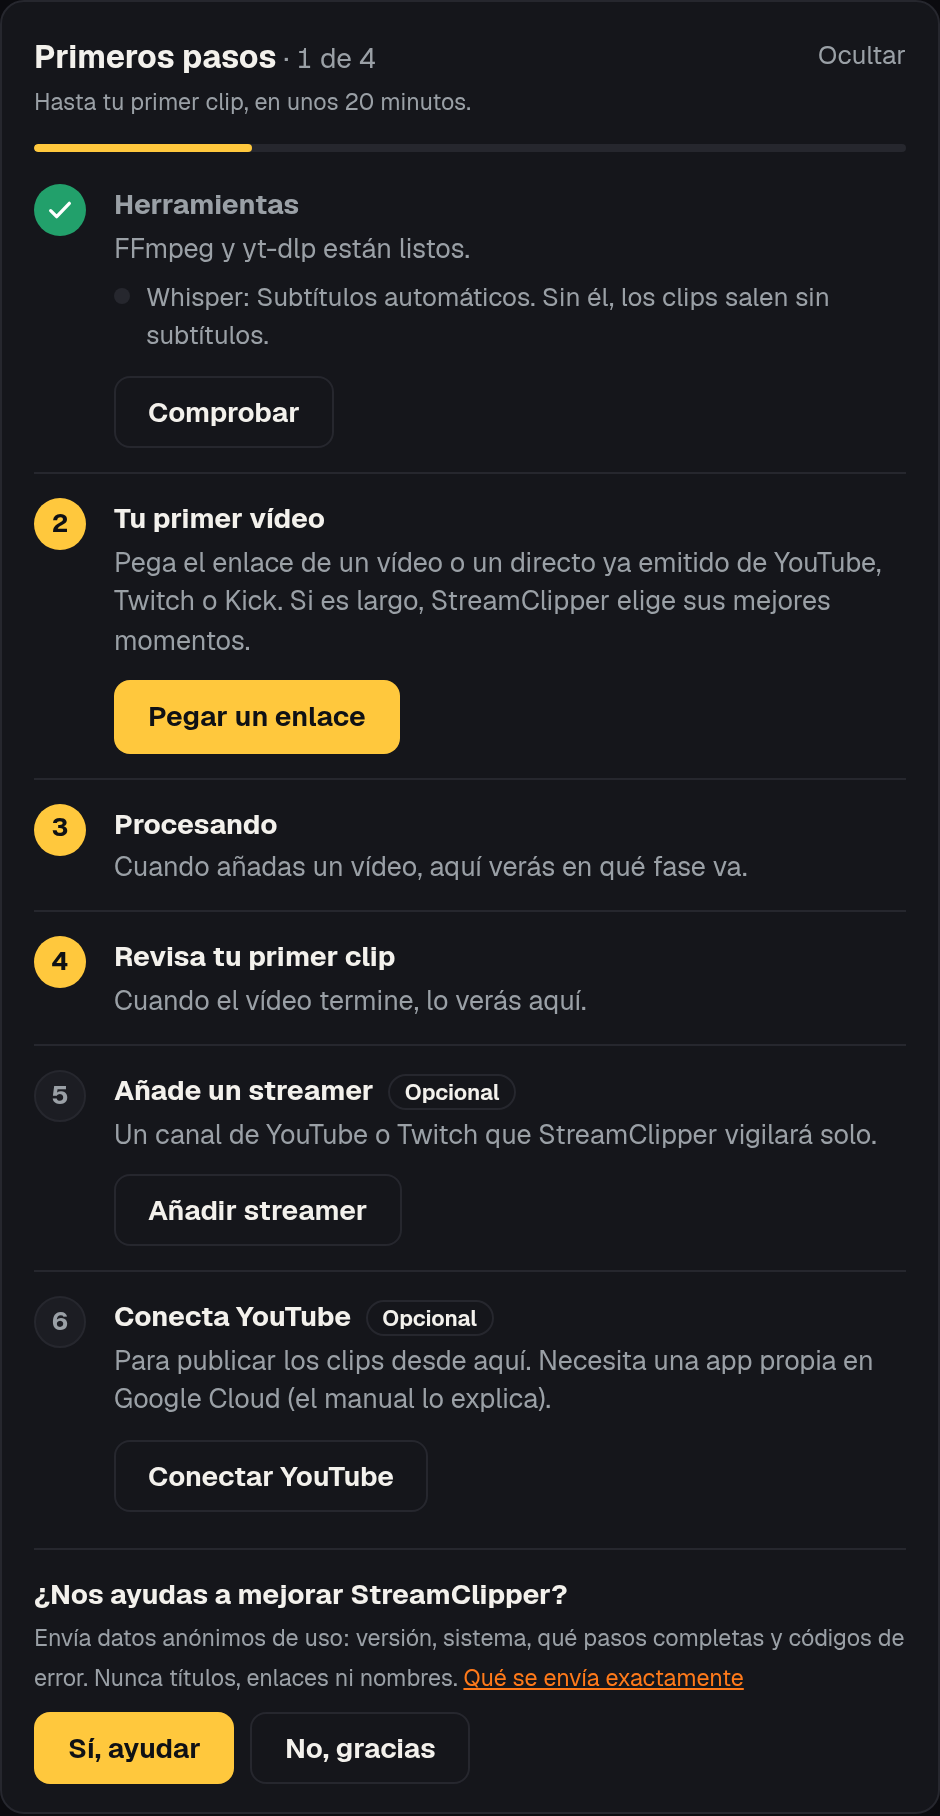 Primeros pasos · 1 de 4
Ocultar
Hasta tu primer clip, en unos 20 minutos.
Herramientas
FFmpeg y yt-dlp están listos.
Whisper: Subtítulos automáticos. Sin él, los clips salen sin
subtítulos.
Comprobar
2
Tu primer vídeo
Pega el enlace de un vídeo o un directo ya emitido de YouTube,
Twitch o Kick. Si es largo, StreamClipper elige sus mejores
momentos.
Pegar un enlace
3
Procesando
Cuando añadas un vídeo, aquí verás en qué fase va.
4
Revisa tu primer clip
Cuando el vídeo termine, lo verás aquí.
5
Añade un streamer Opcional
Un canal de YouTube o Twitch que StreamClipper vigilará solo.
Añadir streamer
6
Conecta YouTube Opcional
Para publicar los clips desde aquí. Necesita una app propia en
Google Cloud (el manual lo explica).
Conectar YouTube
¿Nos ayudas a mejorar StreamClipper?
Envía datos anónimos de uso: versión, sistema, qué pasos completas y códigos de
error. Nunca títulos, enlaces ni nombres. Qué se envía exactamente
Sí, ayudar
No, gracias